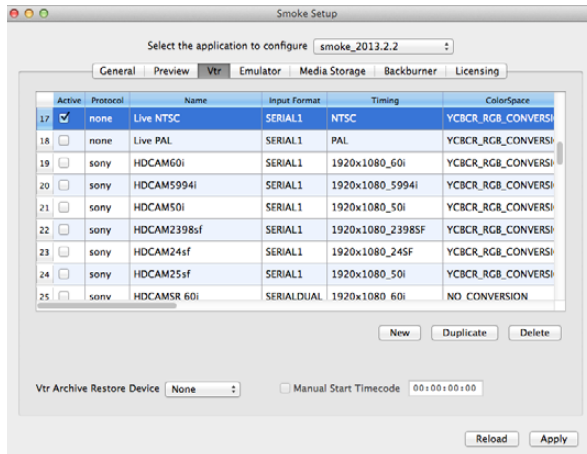 Smoke Setup
Select the application to configure smoke_2013.2.2
General Preview Vtr Emulator Media Storage Backburner Licensing
Active Protocol Name Input Format Timing ColorSpace
17 none Live NTSC SERIAL1 NTSC YCBCR_RGB_CONVERSI
18 none Live PAL SERIAL1 PAL YCBCR_RGB_CONVERSI
19 sony HDCAM60i SERIAL1 1920x1080_60i YCBCR_RGB_CONVERSI
20 sony HDCAM5994i SERIAL1 1920x1080_5994i YCBCR_RGB_CONVERSI
21 sony HDCAM50i SERIAL1 1920x1080_50i YCBCR_RGB_CONVERSI
22 sony HDCAM2398sf SERIAL1 1920x1080_2398SF YCBCR_RGB_CONVERSI
23 sony HDCAM24sf SERIAL1 1920x1080_24SF YCBCR_RGB_CONVERSI
24 sony HDCAM25sf SERIAL1 1920x1080_50i YCBCR_RGB_CONVERSI
25 sony HDCAMSR 60i SERIALDUAL 1920x1080 60i NO CONVERSION
New Duplicate Delete
Vtr Archive Restore Device None Manual Start Timecode 00:00:00:00
Reload Apply